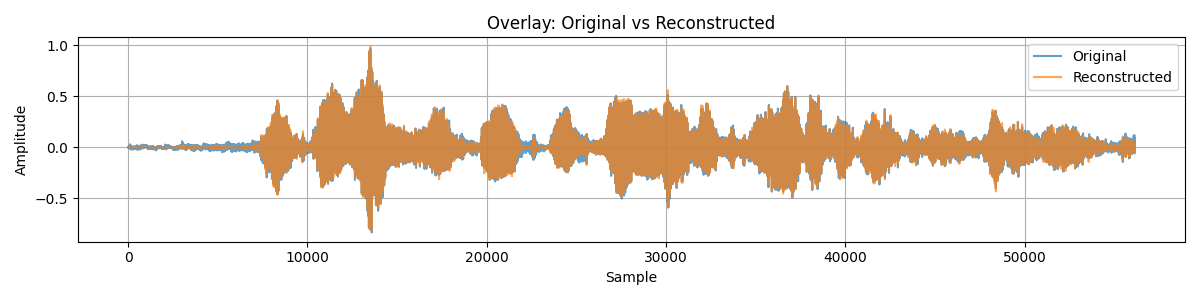 Overlay: Original vs Reconstructed
Original
Reconstructed
Amplitude
1.0
0.5
0.0
−0.5
0 10000 20000 30000 40000 50000
Sample